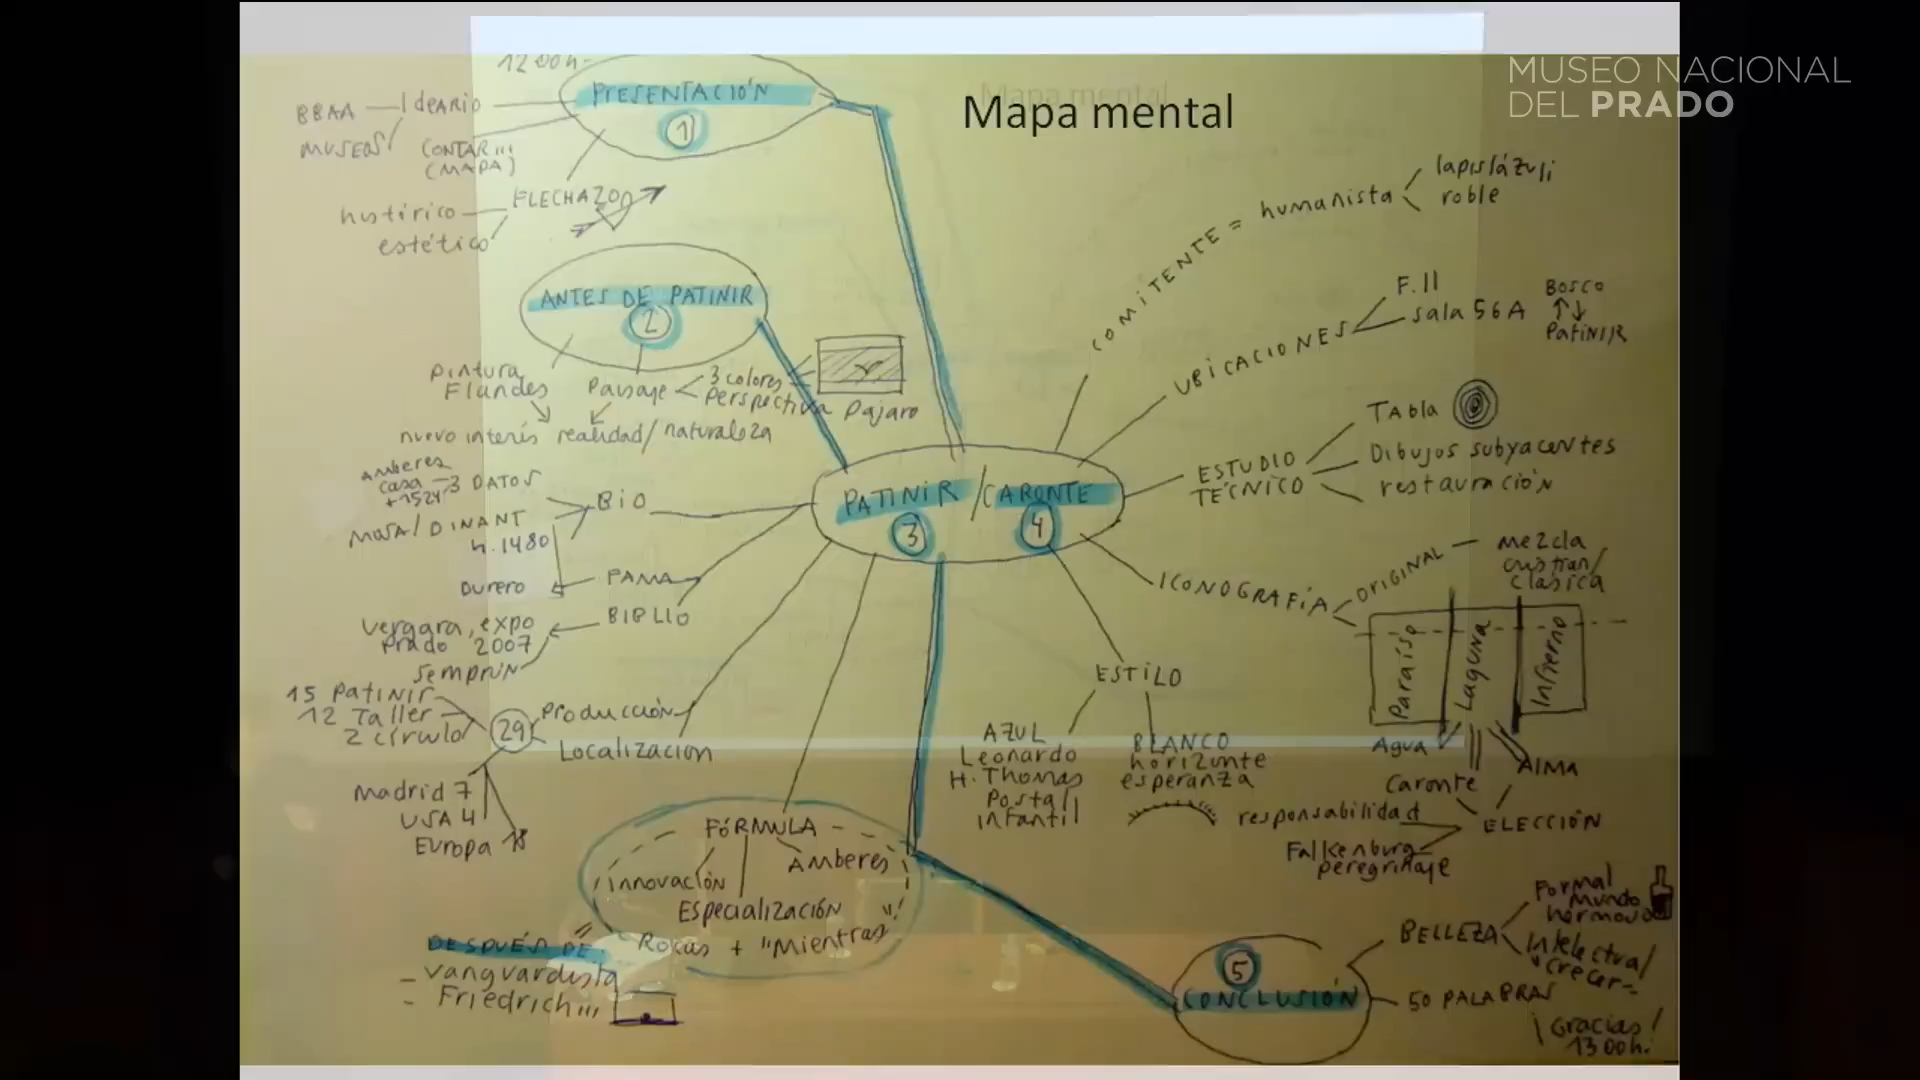 MUSEO NACIONAL
DEL PRADO
Mapa mental
12 00h-
PRESENTACIÓN
1
BBAA
Ideario
MUSEOS
CONTAR...
(MAPA)
FLECHAZO
histórico
estético
ANTES DE PATINIR
2
pintura
Flandes
Paisaje
3 colores
perspectiva
pájaro
nuevo interés realidad/naturaleza
PATINIR / CARONTE
3
4
BIO
Amberes
casa
+1524
3 DATOS
MOSA/DINANT
h. 1480
Durero
FAMA
BIBLIO
Vergara, expo
Prado 2007
Semprún
Producción
Localización
29
15 Patinir
12 Taller
2 círculo
Madrid 7
USA 4
Europa 18
FÓRMULA
innovación
Amberes
Especialización
Rocas + "Mientras"
DESPUÉS DE
- vanguardista
- Friedrich...
COMITENTE = humanista
lapislázuli
roble
UBICACIONES
F. II
sala 56 A
BOSCO
PATINIR
ESTUDIO
TÉCNICO
Tabla
Dibujos subyacentes
restauración
ICONOGRAFÍA
ORIGINAL
mezcla
cristian/
clásica
Paraíso
Laguna
Infierno
Agua
Caronte
Alma
ELECCIÓN
responsabilidad
Falkenburg
peregrinaje
ESTILO
AZUL
Leonardo
H. Thomas
Postal
infantil
BLANCO
horizonte
esperanza
5
CONCLUSIÓN
BELLEZA
Formal
mundo
hermoso
Intelectual/
crecer
50 PALABRAS
¡Gracias!
13 00h.